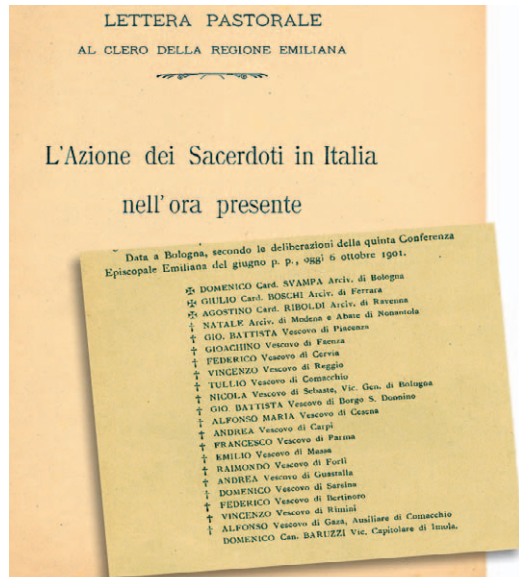 LETTERA PASTORALE
AL CLERO DELLA REGIONE EMILIANA
L'Azione dei Sacerdoti in Italia
nell'ora presente
Data a Bologna, secondo le deliberazioni della quinta Conferenza
Episcopale Emiliana del giugno p. p., oggi 6 ottobre 1901.
✠ DOMENICO Card. SVAMPA Arciv. di Bologna
✠ GIULIO Card. BOSCHI Arciv. di Ferrara
✠ AGOSTINO Card. RIBOLDI Arciv. di Ravenna
† NATALE Arciv. di Modena e Abate di Nonantola
† GIO. BATTISTA Vescovo di Piacenza
† GIOACHINO Vescovo di Faenza
† FEDERICO Vescovo di Cervia
† VINCENZO Vescovo di Reggio
† TULLIO Vescovo di Comacchio
† NICOLA Vescovo di Sebaste, Vic. Gen. di Bologna
† GIO. BATTISTA Vescovo di Borgo S. Donnino
† ALFONSO MARIA Vescovo di Cesena
† ANDREA Vescovo di Carpi
† FRANCESCO Vescovo di Parma
† EMILIO Vescovo di Massa
† RAIMONDO Vescovo di Forlì
† ANDREA Vescovo di Guastalla
† DOMENICO Vescovo di Sarsina
† FEDERICO Vescovo di Bertinoro
† VINCENZO Vescovo di Rimini
† ALFONSO Vescovo di Gaza, Ausiliare di Comacchio
DOMENICO Can. BARUZZI Vic. Capitolare di Imola.